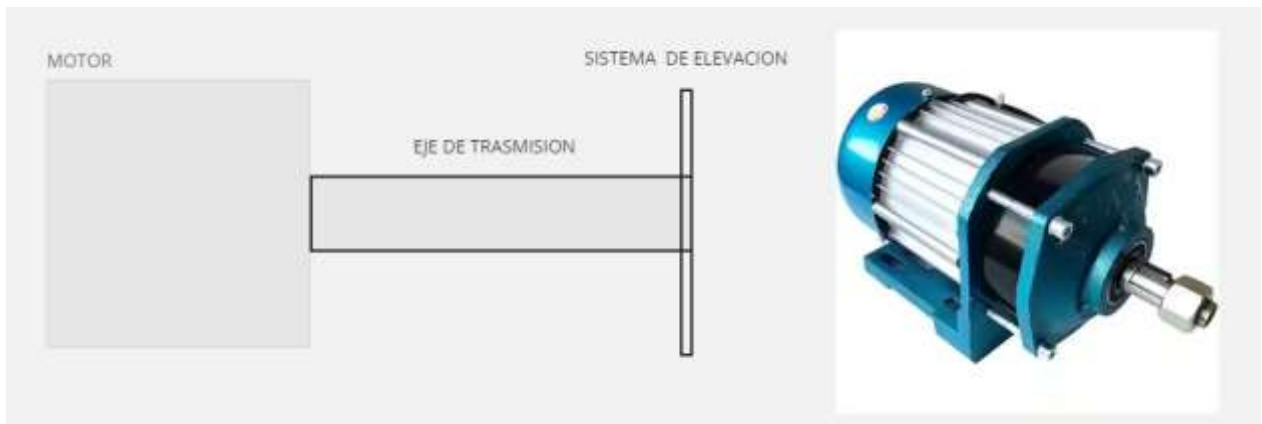 MOTOR
SISTEMA DE ELEVACION
EJE DE TRASMISION